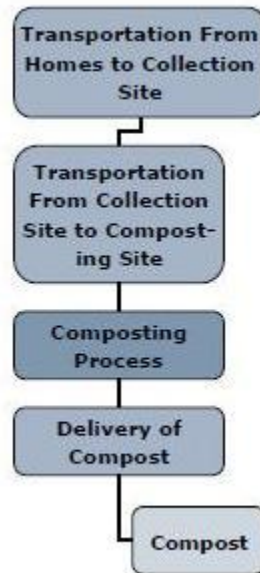 Transportation From
Homes to Collection
Site
Transportation
From Collection
Site to Compost-
ing Site
Composting
Process
Delivery of
Compost
Compost